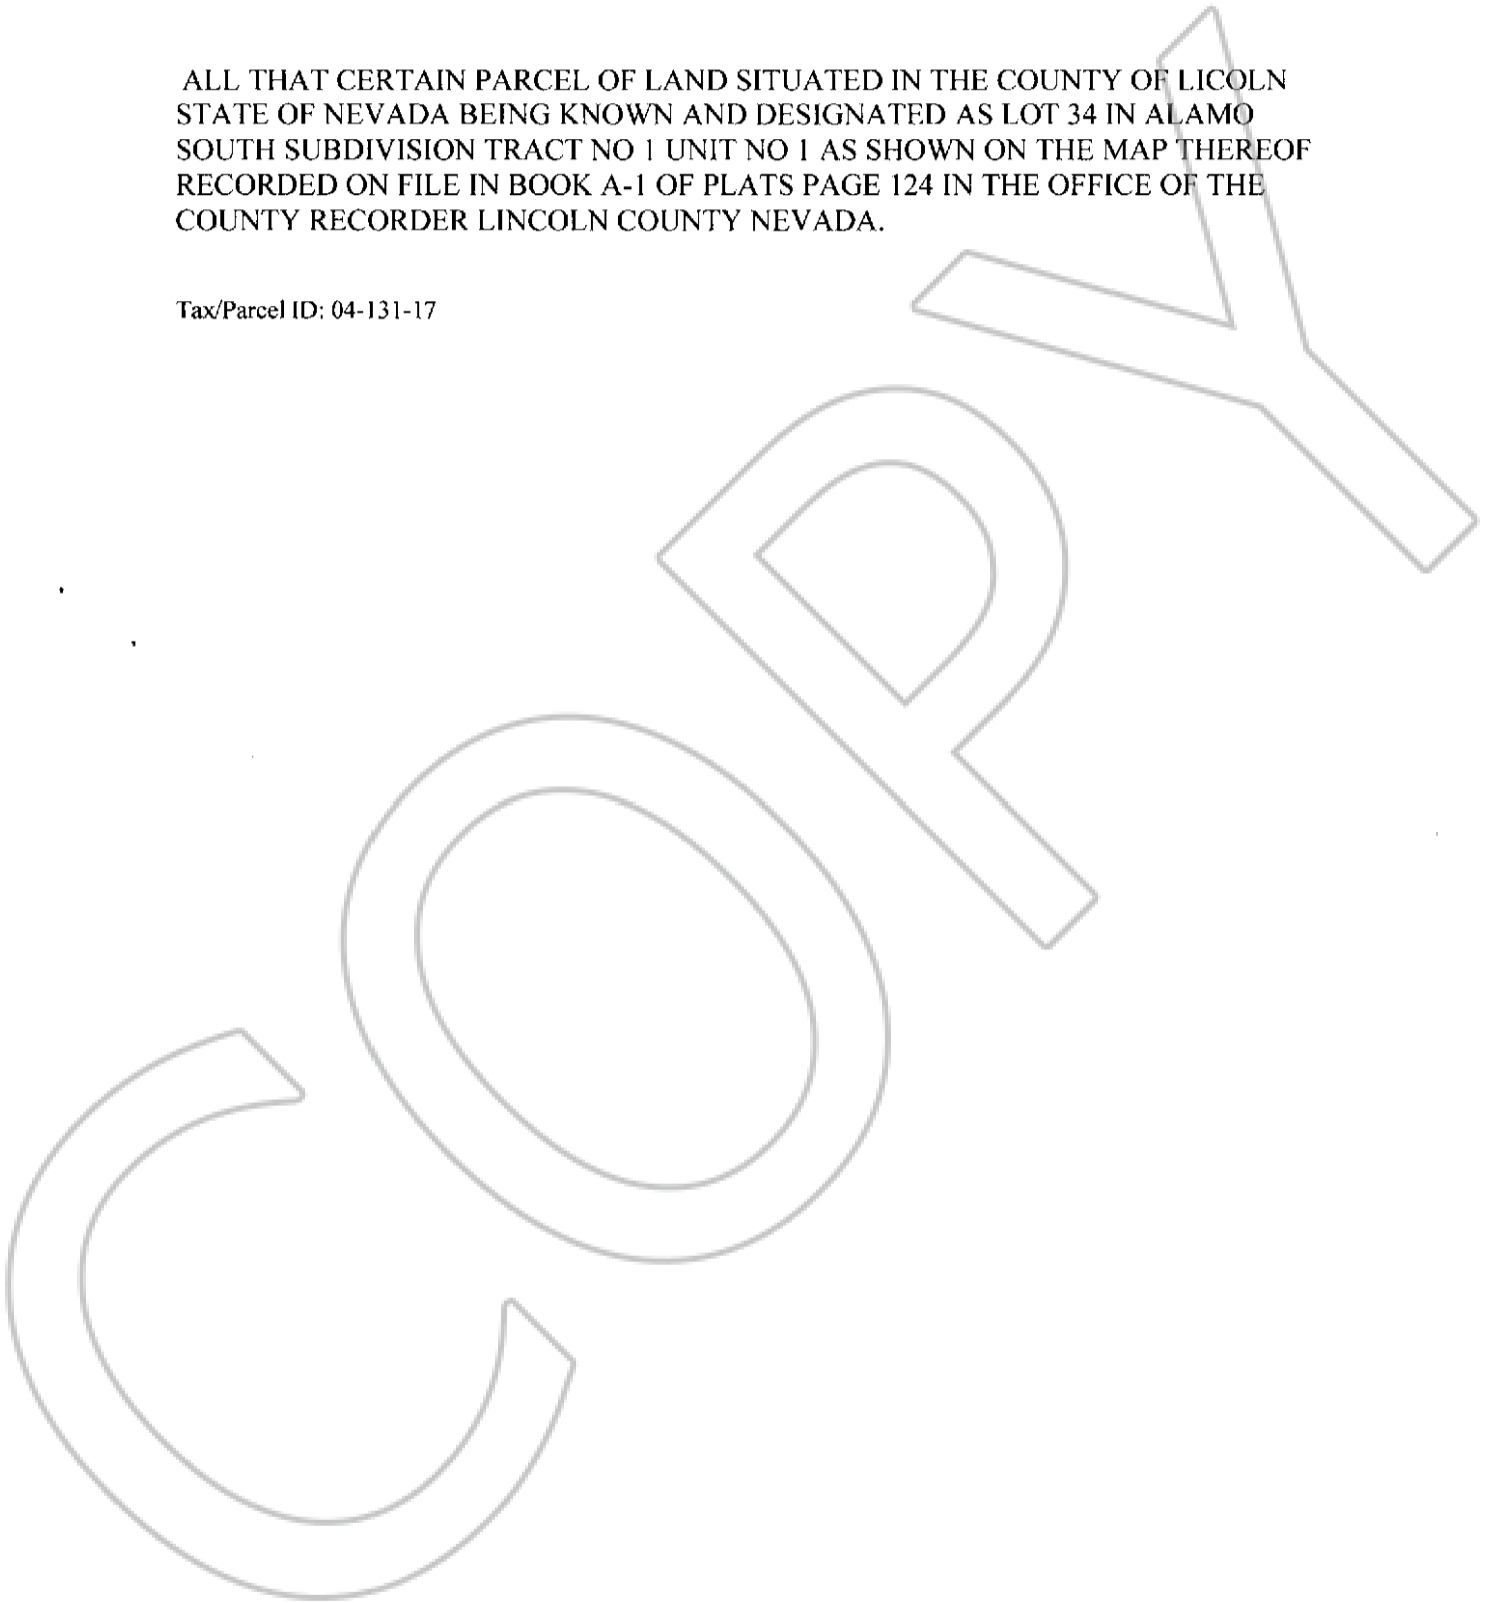 ALL THAT CERTAIN PARCEL OF LAND SITUATED IN THE COUNTY OF LICOLN
STATE OF NEVADA BEING KNOWN AND DESIGNATED AS LOT 34 IN ALAMO
SOUTH SUBDIVISION TRACT NO 1 UNIT NO 1 AS SHOWN ON THE MAP THEREOF
RECORDED ON FILE IN BOOK A-1 OF PLATS PAGE 124 IN THE OFFICE OF THE
COUNTY RECORDER LINCOLN COUNTY NEVADA.
Tax/Parcel ID: 04-131-17
COPY